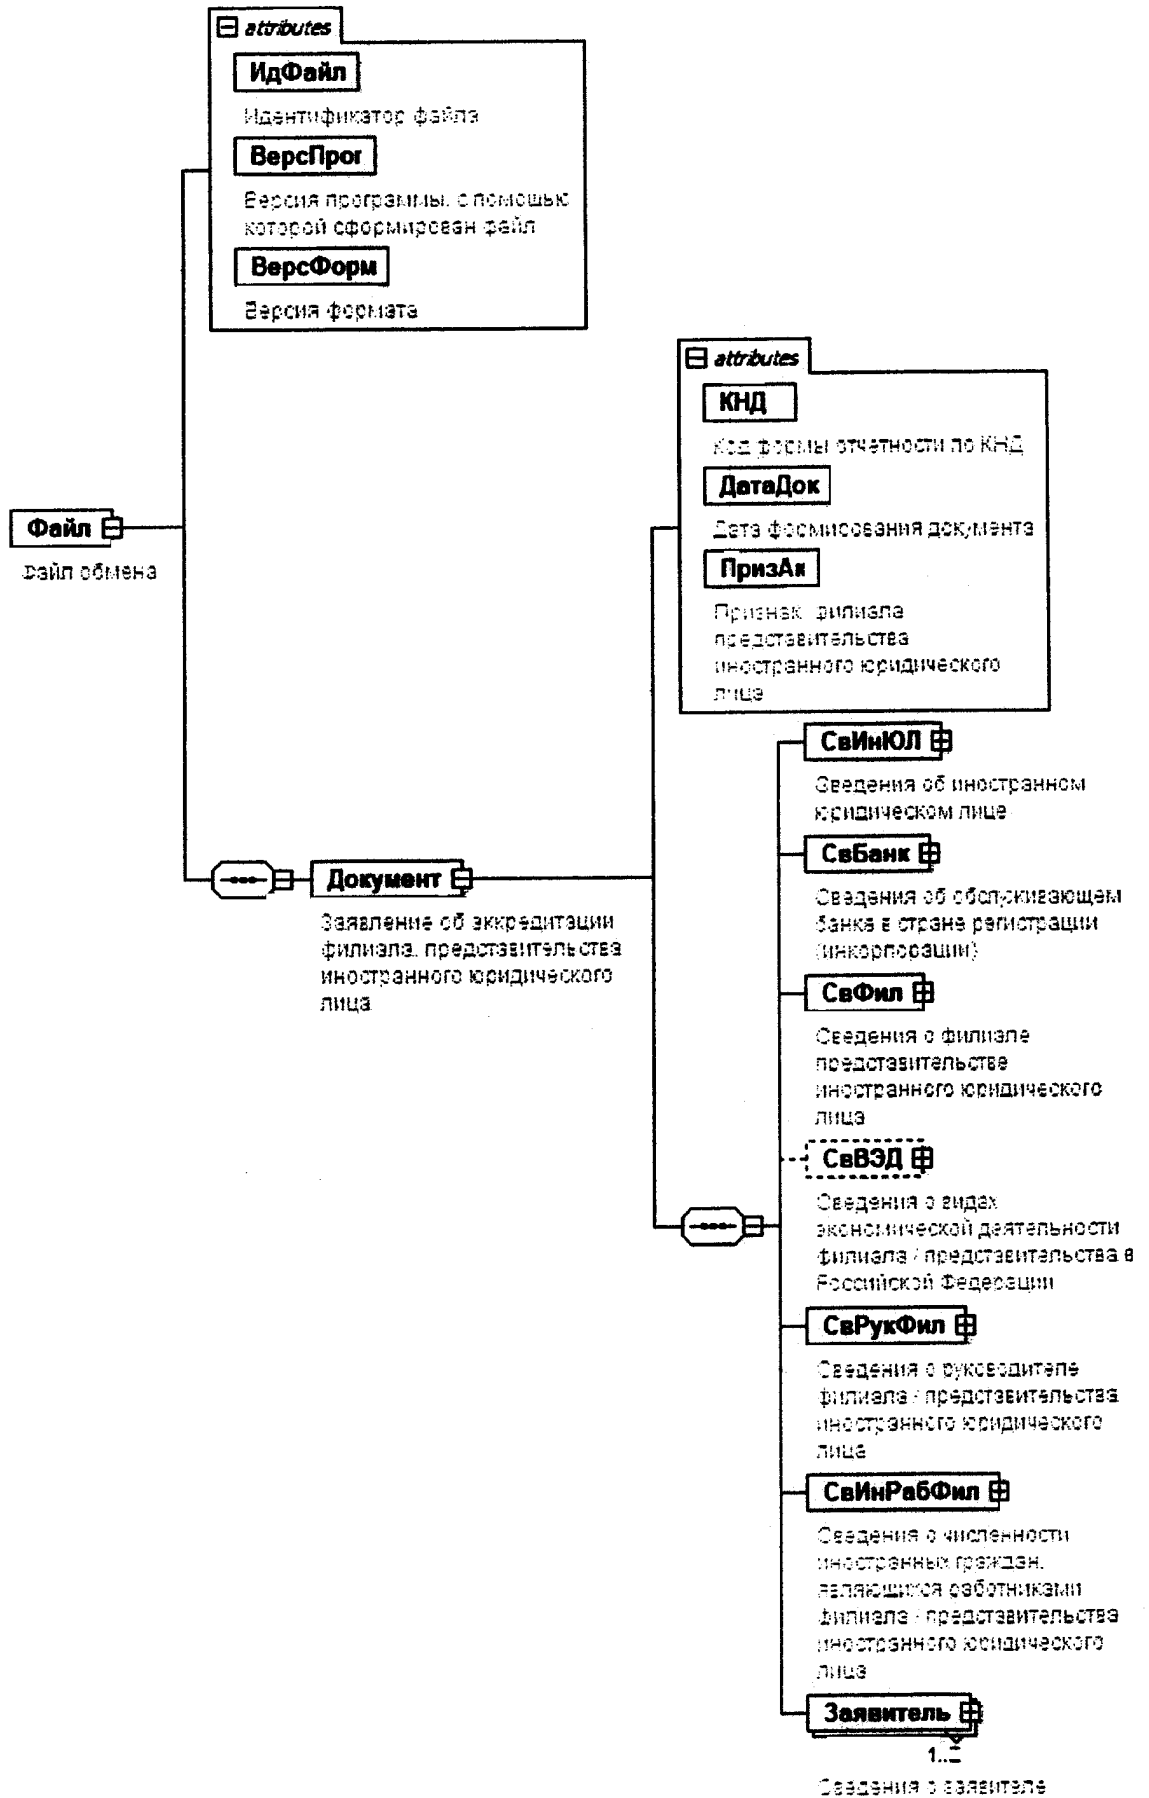 attributes
ИдФайл
Идентификатор файла
ВерсПрог
Версия программы, с помощью
которой сформирован файл
ВерсФорм
Версия формата
attributes
КНД
Код формы отчетности по КНД
ДатаДок
Дата формирования документа
ПризАк
Признак: филиала
представительства
иностранного юридического
лица
Файл
Файл обмена
Документ
Заявление об аккредитации
филиала, представительства
иностранного юридического
лица
СвИнЮЛ
Сведения об иностранном
юридическом лице
СвБанк
Сведения об обслуживающем
банке в стране регистрации
(инкорпорации)
СвФил
Сведения о филиале
представительстве
иностранного юридического
лица
СвВЭД
Сведения о видах
экономической деятельности
филиала / представительства в
Российской Федерации
СвРукФил
Сведения о руководителе
филиала / представительства
иностранного юридического
лица
СвИнРабФил
Сведения о численности
иностранных граждан,
являющихся работниками
филиала / представительства
иностранного юридического
лица
Заявитель
1..
Сведения о заявителе